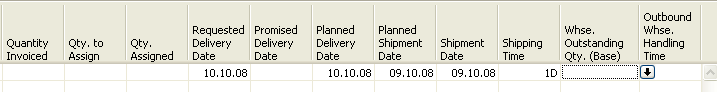 Quantity Invoiced
Qty. to Assign
Qty. Assigned
Requested Delivery Date
Promised Delivery Date
Planned Delivery Date
Planned Shipment Date
Shipment Date
Shipping Time
Whse. Outstanding Qty. (Base)
Outbound Whse. Handling Time
10.10.08 10.10.08 09.10.08 09.10.08 1D